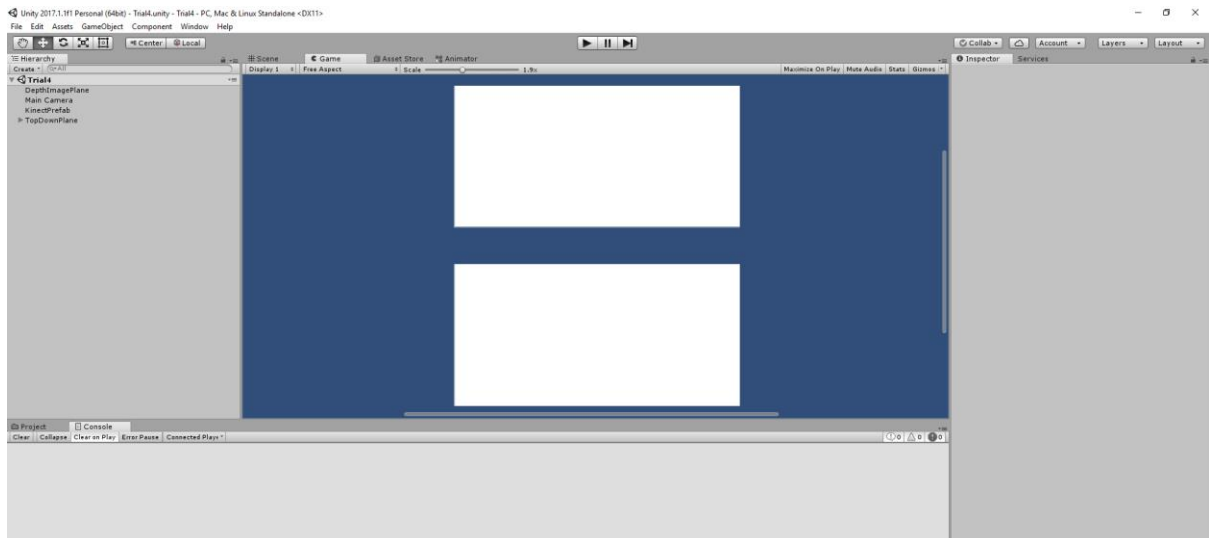 Unity 2017.1.1f1 Personal (64bit) - Trial4.unity - Trial4 - PC, Mac & Linux Standalone <DX11>
File Edit Assets GameObject Component Window Help
Center Local Collab Account Layers Layout
Hierarchy Scene Game Asset Store Animator Inspector Services
Create All Display 1 Free Aspect Scale 1.9x Maximize On Play Mute Audio Stats Gizmos
Trial4
DepthImagePlane
Main Camera
KinectPrefab
TopDownPlane
Project Console
Clear Collapse Clear on Play Error Pause Connected Player 0 0 0